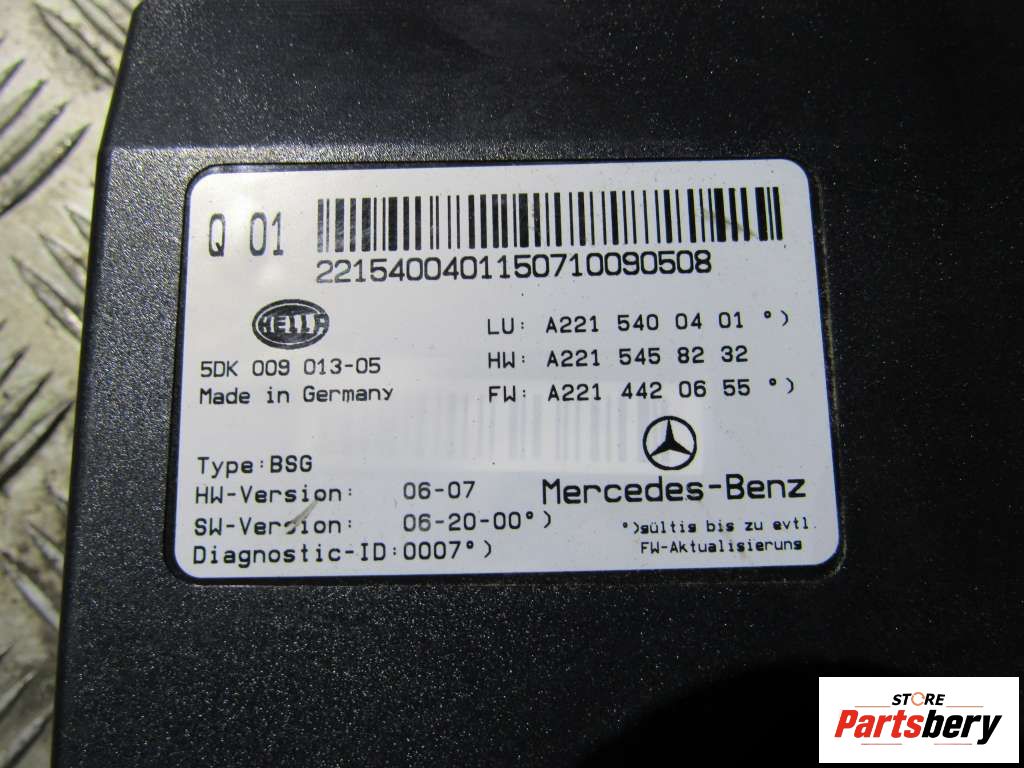 Q 01
2215400401150710090508
HELLA
5DK 009 013-05
Made in Germany
LU: A221 540 04 01 °)
HW: A221 545 82 32
FW: A221 442 06 55 °)
Type:BSG
HW-Version: 06-07
SW-Version: 06-20-00°)
Diagnostic-ID:0007°)
Mercedes-Benz
°)gültig bis zu evtl.
FW-Aktualisierung
STORE
Partsbery